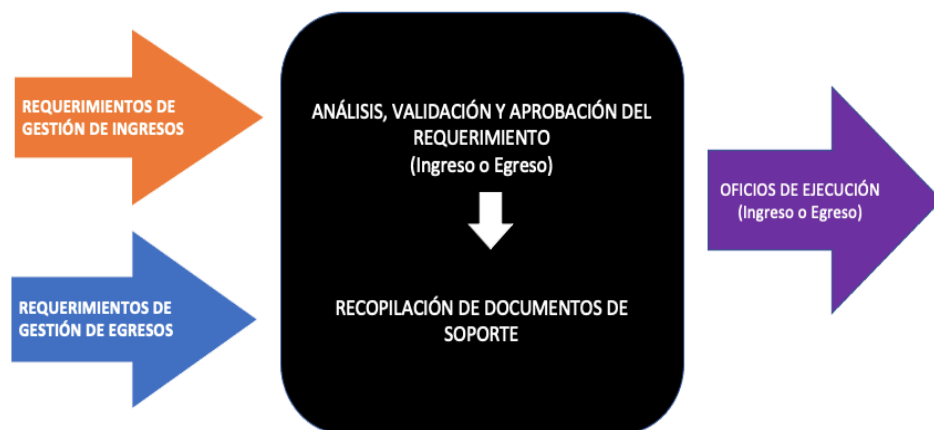 REQUERIMIENTOS DE
GESTIÓN DE INGRESOS
REQUERIMIENTOS DE
GESTIÓN DE EGRESOS
ANÁLISIS, VALIDACIÓN Y APROBACIÓN DEL
REQUERIMIENTO
(Ingreso o Egreso)
RECOPILACIÓN DE DOCUMENTOS DE
SOPORTE
OFICIOS DE EJECUCIÓN
(Ingreso o Egreso)